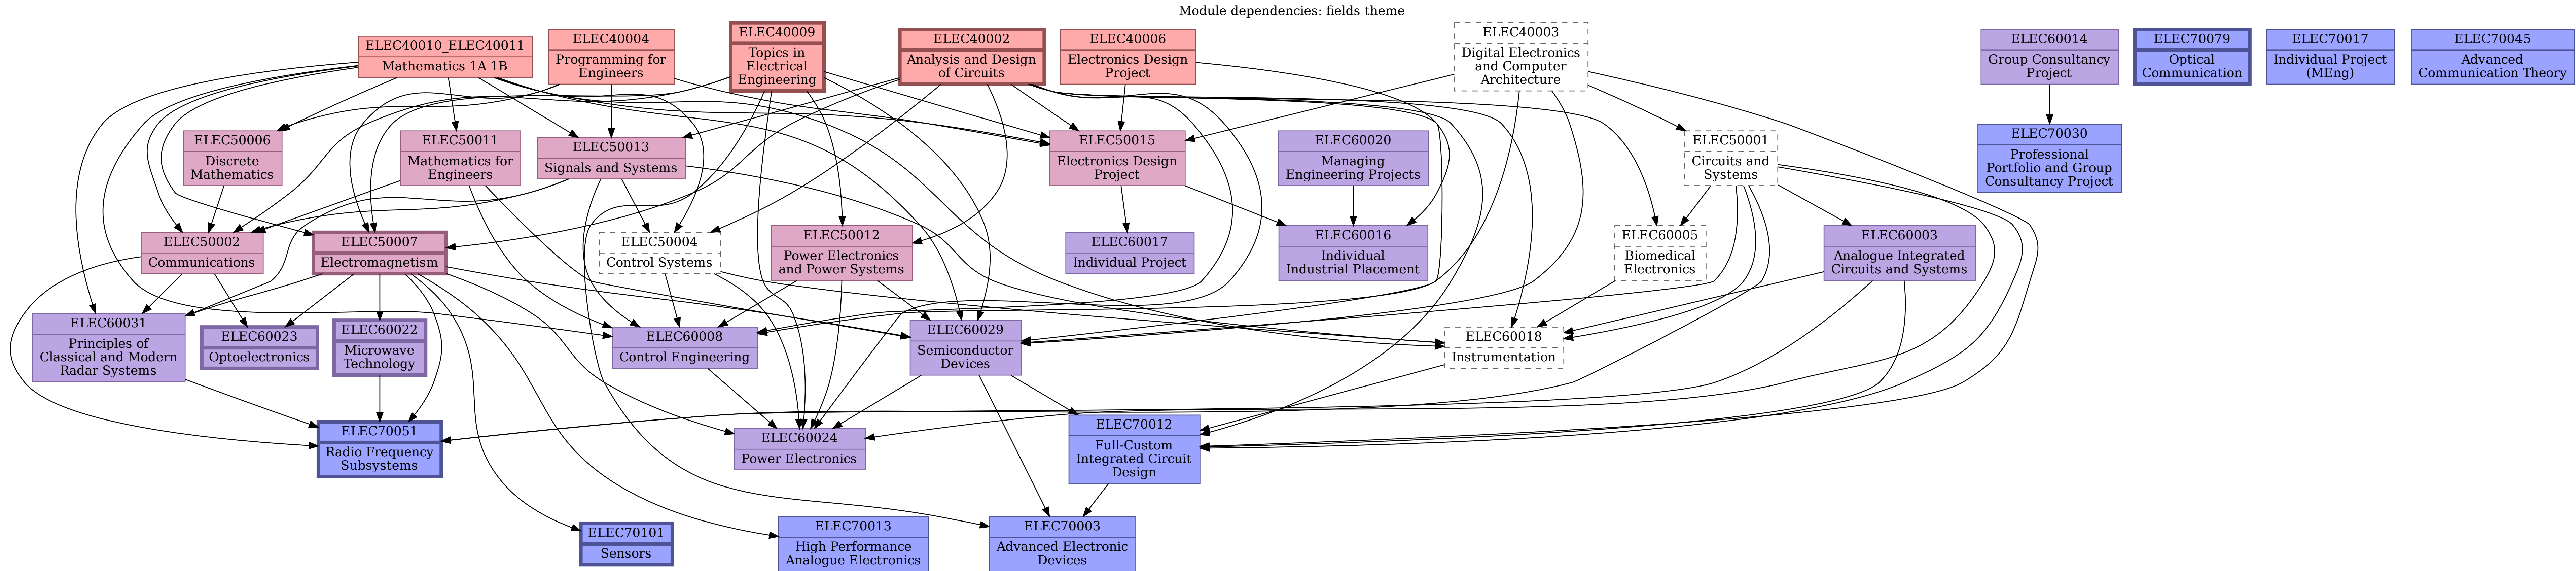 Module dependencies: fields theme
ELEC40010_ELEC40011
Mathematics 1A 1B
ELEC40004
Programming for
Engineers
ELEC40009
Topics in
Electrical
Engineering
ELEC40002
Analysis and Design
of Circuits
ELEC40006
Electronics Design
Project
ELEC40003
Digital Electronics
and Computer
Architecture
ELEC60014
Group Consultancy
Project
ELEC70079
Optical
Communication
ELEC70017
Individual Project
(MEng)
ELEC70045
Advanced
Communication Theory
ELEC50006
Discrete
Mathematics
ELEC50011
Mathematics for
Engineers
ELEC50013
Signals and Systems
ELEC50015
Electronics Design
Project
ELEC60020
Managing
Engineering Projects
ELEC50001
Circuits and
Systems
ELEC70030
Professional
Portfolio and Group
Consultancy Project
ELEC50002
Communications
ELEC50007
Electromagnetism
ELEC50004
Control Systems
ELEC50012
Power Electronics
and Power Systems
ELEC60017
Individual Project
ELEC60016
Individual
Industrial Placement
ELEC60005
Biomedical
Electronics
ELEC60003
Analogue Integrated
Circuits and Systems
ELEC60031
Principles of
Classical and Modern
Radar Systems
ELEC60023
Optoelectronics
ELEC60022
Microwave
Technology
ELEC60008
Control Engineering
ELEC60029
Semiconductor
Devices
ELEC60018
Instrumentation
ELEC70051
Radio Frequency
Subsystems
ELEC60024
Power Electronics
ELEC70012
Full-Custom
Integrated Circuit
Design
ELEC70101
Sensors
ELEC70013
High Performance
Analogue Electronics
ELEC70003
Advanced Electronic
Devices